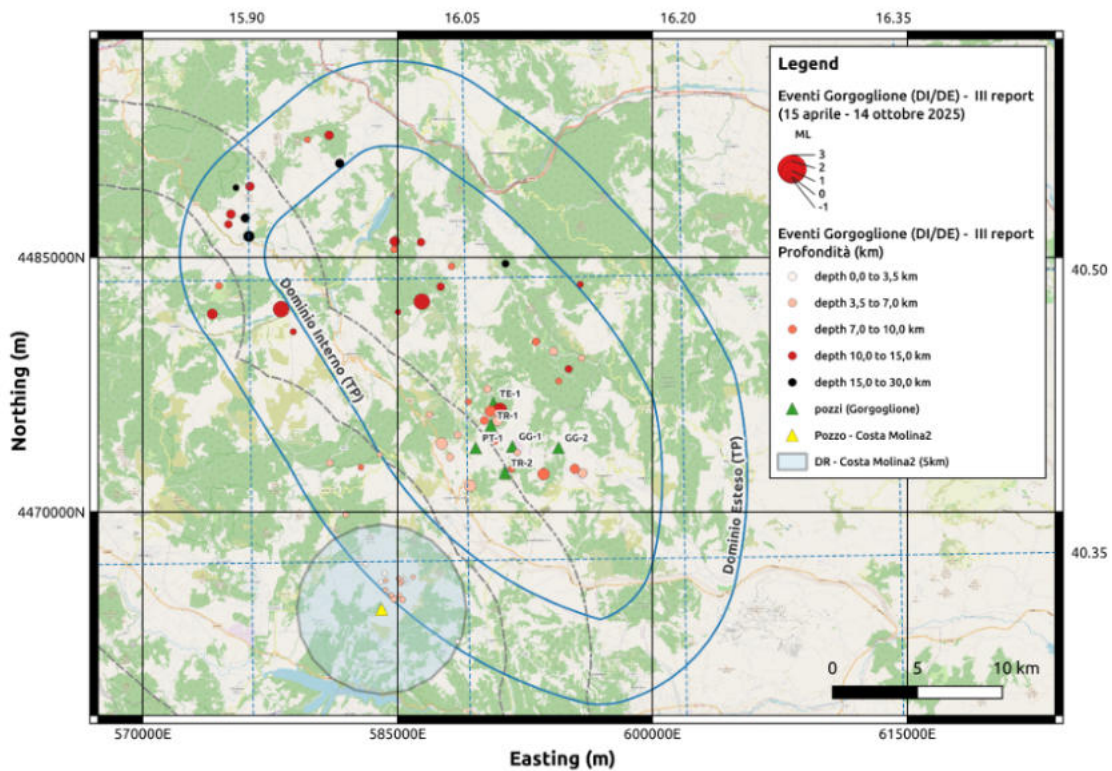 15.90 16.05 16.20 16.35
Legend
Eventi Gorgoglione (DI/DE) - III report
(15 aprile - 14 ottobre 2025)
ML
3
2
1
0
-1
Eventi Gorgoglione (DI/DE) - III report
Profondità (km)
depth 0,0 to 3,5 km
depth 3,5 to 7,0 km
depth 7,0 to 10,0 km
depth 10,0 to 15,0 km
depth 15,0 to 30,0 km
pozzi (Gorgoglione)
Pozzo - Costa Molina2
DR - Costa Molina2 (5km)
4485000N
40.50
Dominio Interno (TP)
Northing (m)
TE-1
TR-1
PT-1
GG-1
GG-2
TR-2
Dominio Esteso (TP)
4470000N
40.35
0 5 10 km
570000E 585000E 600000E 615000E
Easting (m)